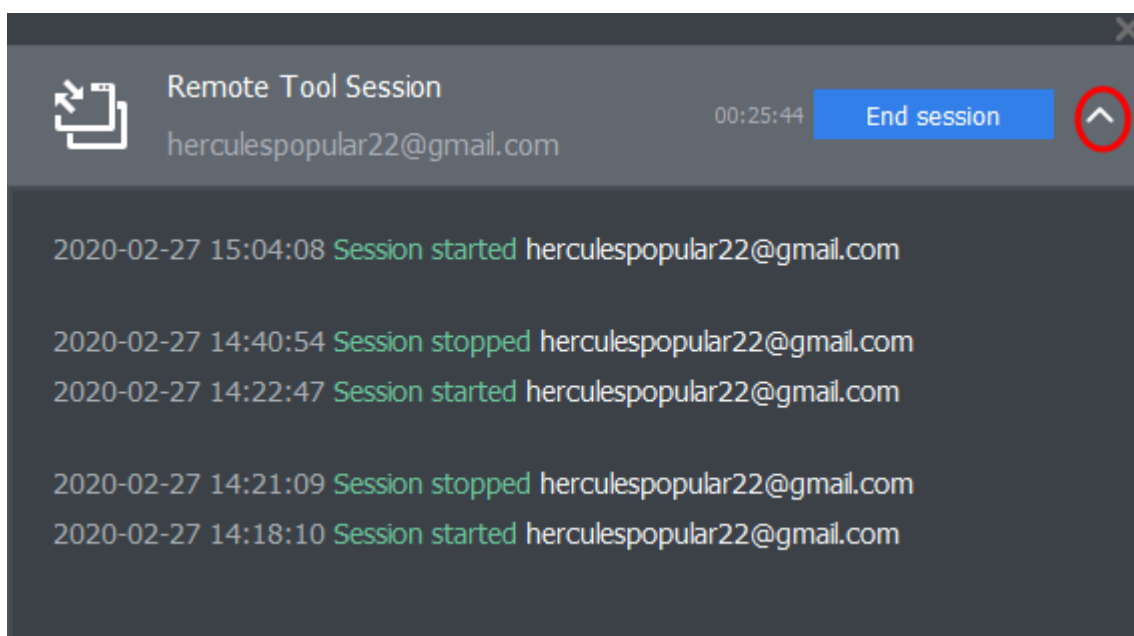 Remote Tool Session
herculespopular22@gmail.com
00:25:44
End session
2020-02-27 15:04:08 Session started herculespopular22@gmail.com
2020-02-27 14:40:54 Session stopped herculespopular22@gmail.com
2020-02-27 14:22:47 Session started herculespopular22@gmail.com
2020-02-27 14:21:09 Session stopped herculespopular22@gmail.com
2020-02-27 14:18:10 Session started herculespopular22@gmail.com